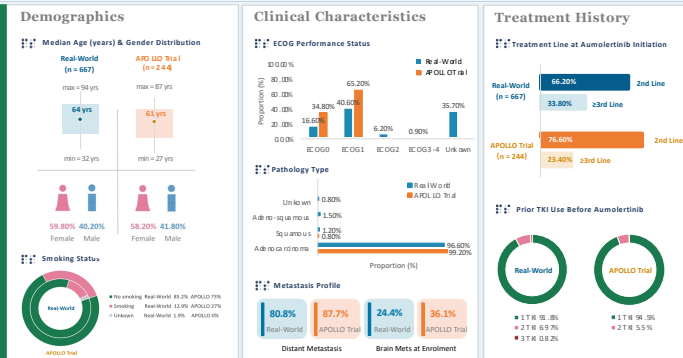 Demographics
Median Age (years) & Gender Distribution
Real-World
(n = 667)
APOLLO Trial
(n=244)
max = 94 yrs
max = 87 yrs
64 yrs
61 yrs
min = 32 yrs
min = 27 yrs
59.80% 40.20%
Female Male
58.20% 41.80%
Female Male
Smoking Status
Real-World
APOLLO Trial
No smoking Real-World 85.2% APOLLO 73%
Smoking Real-World 12.9% APOLLO 27%
Unkown Real-World 1.9% APOLLO 0%
Clinical Characteristics
ECOG Performance Status
Real-World
APOLLO Trial
Proportion (%)
100.00%
80.00%
60.00%
40.00%
20.00%
0.00%
16.60%
34.80%
40.60%
65.20%
6.20%
0.90%
35.70%
ECOG0 ECOG1 ECOG2 ECOG3-4 Unkown
Pathology Type
Real-World
APOLLO Trial
Unkown 0.80%
Adeno-squamous 1.50%
Squamous 1.20%
0.80%
Adenocarcinoma 96.60%
99.20%
Proportion (%)
Metastasis Profile
80.8%
Real-World
87.7%
APOLLO Trial
24.4%
Real-World
36.1%
APOLLO Trial
Distant Metastasis
Brain Mets at Enrolment
Treatment History
Treatment Line at Aumolertinib Initiation
Real-World
(n = 667)
66.20% 2nd Line
33.80% ≥3rd Line
APOLLO Trial
(n = 244)
76.60% 2nd Line
23.40% ≥3rd Line
Prior TKI Use Before Aumolertinib
Real-World
APOLLO Trial
1 TKI 91.8%
2 TKI 6.97%
3 TKI 0.82%
1 TKI 94.5%
2 TKI 5.5%